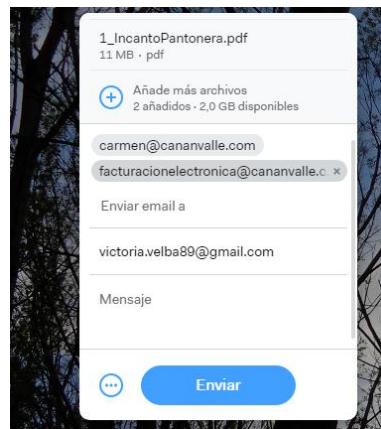 1_IncantoPantonera.pdf
11 MB · pdf
Añade más archivos
2 añadidos · 2,0 GB disponibles
carmen@cananvalle.com
facturacionelectronica@cananvalle.c ×
Enviar email a
victoria.velba89@gmail.com
Mensaje
Enviar